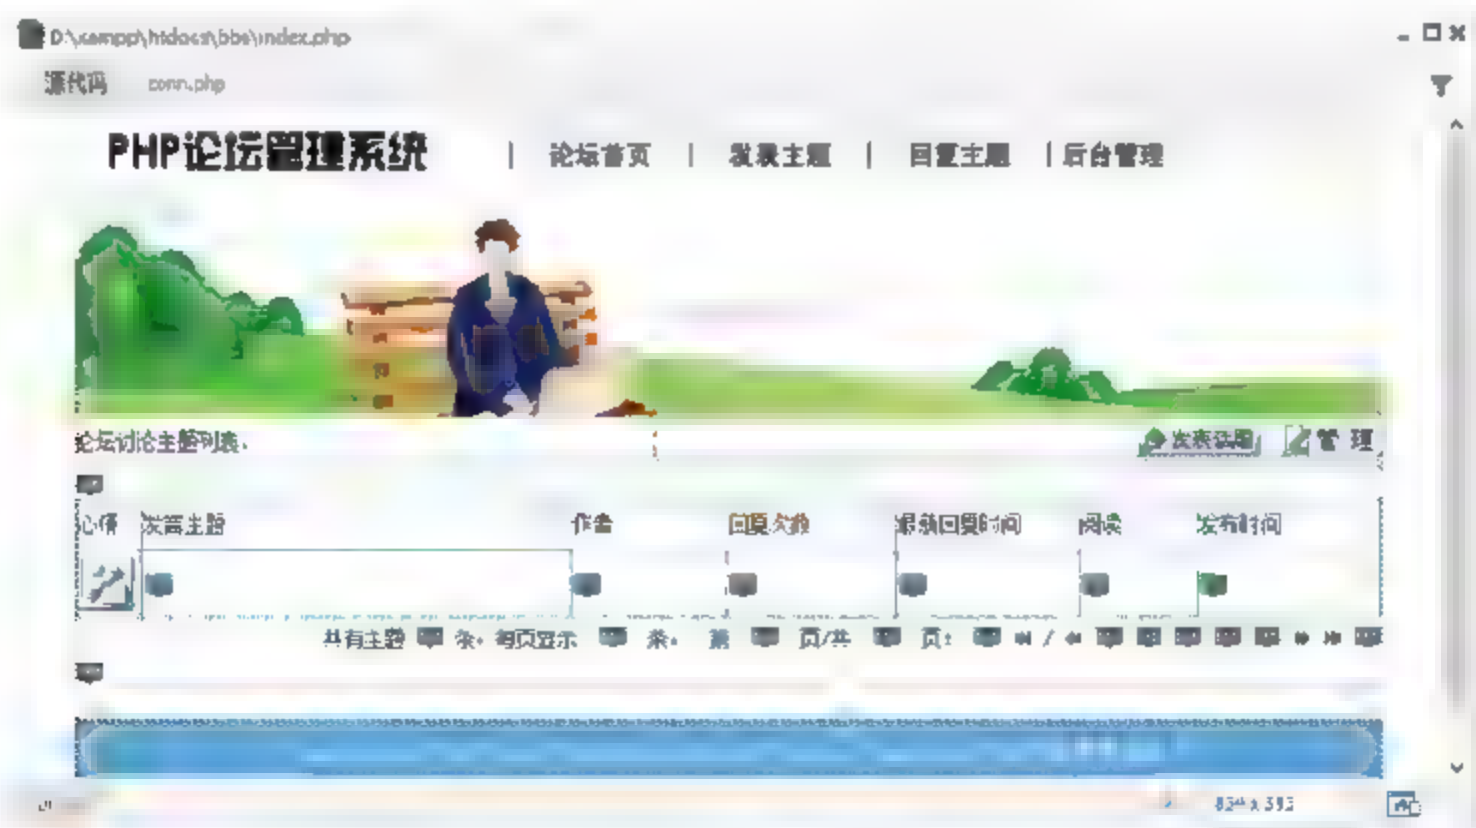 D:\xampp\htdocs\bbs\index.php
源代码 conn.php
PHP论坛管理系统 | 论坛首页 | 发表主题 | 回复主题 | 后台管理
论坛讨论主题列表. 发表话题 管 理
心情 发言主题 作者 回复次数 最新回复时间 阅读 发布时间
共有主题 条, 每页显示 条, 第 页/共 页: